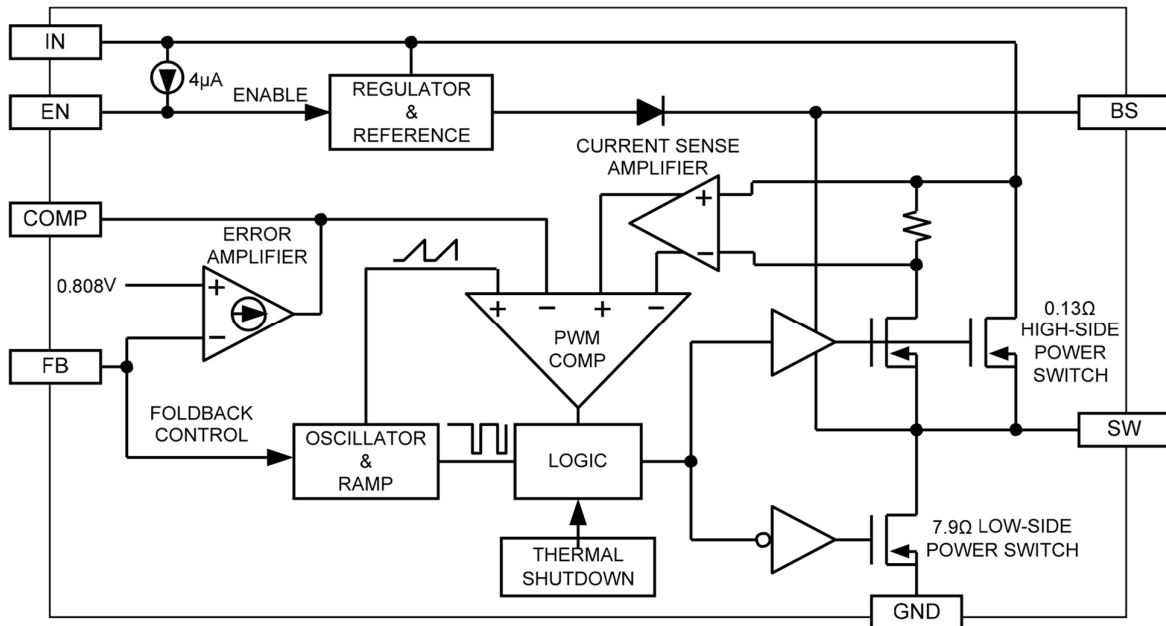 IN
4µA
EN
ENABLE
REGULATOR
&
REFERENCE
BS
CURRENT SENSE
AMPLIFIER
+
−
COMP
ERROR
AMPLIFIER
0.808V
+
−
+
−
+
−
PWM
COMP
0.13Ω
HIGH-SIDE
POWER
SWITCH
FB
FOLDBACK
CONTROL
OSCILLATOR
&
RAMP
LOGIC
SW
THERMAL
SHUTDOWN
7.9Ω LOW-SIDE
POWER SWITCH
GND